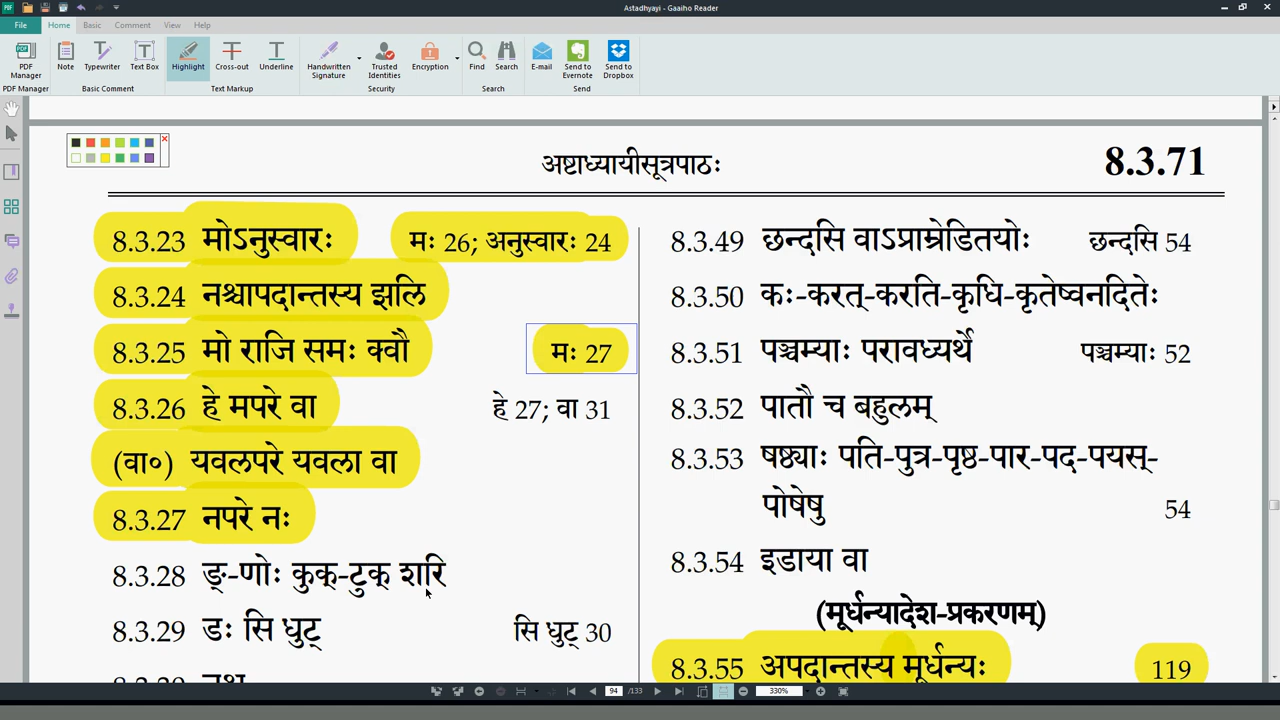 Astadhyayi - Gaaiho Reader
File Home Basic Comment View Help
PDF Manager Note Typewriter Text Box Highlight Cross-out Underline Handwritten Signature Trusted Identities Encryption Find Search E-mail Send to Evernote Send to Dropbox
PDF Manager Basic Comment Text Markup Security Search Send
अष्टाध्यायीसूत्रपाठः 8.3.71
8.3.23 मोऽनुस्वारः मः 26; अनुस्वारः 24
8.3.24 नश्चापदान्तस्य झलि
8.3.25 मो राजि समः क्वौ मः 27
8.3.26 हे मपरे वा हे 27; वा 31
(वा०) यवलपरे यवला वा
8.3.27 नपरे नः
8.3.28 ङ्-णोः कुक्-टुक् शरि
8.3.29 डः सि धुट् सि धुट् 30
8.3.49 छन्दसि वाऽप्राम्रेडितयोः छन्दसि 54
8.3.50 कः-करत्-करति-कृधि-कृतेष्वनदितेः
8.3.51 पञ्चम्याः परावध्यर्थे पञ्चम्याः 52
8.3.52 पातौ च बहुलम्
8.3.53 षष्ठ्याः पति-पुत्र-पृष्ठ-पार-पद-पयस्-
पोषेषु 54
8.3.54 इडाया वा
(मूर्धन्यादेश-प्रकरणम्)
8.3.55 अपदान्तस्य मूर्धन्यः 119
94 /133 330%